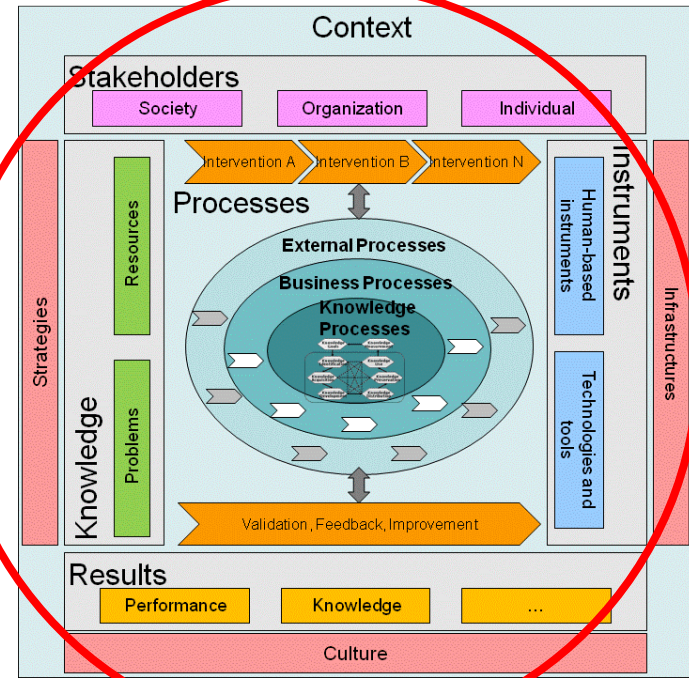 Context
Stakeholders
Society
Organization
Individual
Strategies
Knowledge
Resources
Problems
Intervention A
Intervention B
Intervention N
Processes
External Processes
Business Processes
Knowledge
Processes
Validation, Feedback, Improvement
Human-based
instruments
Technologies and
tools
Instruments
Infrastructures
Results
Performance
Knowledge
...
Culture